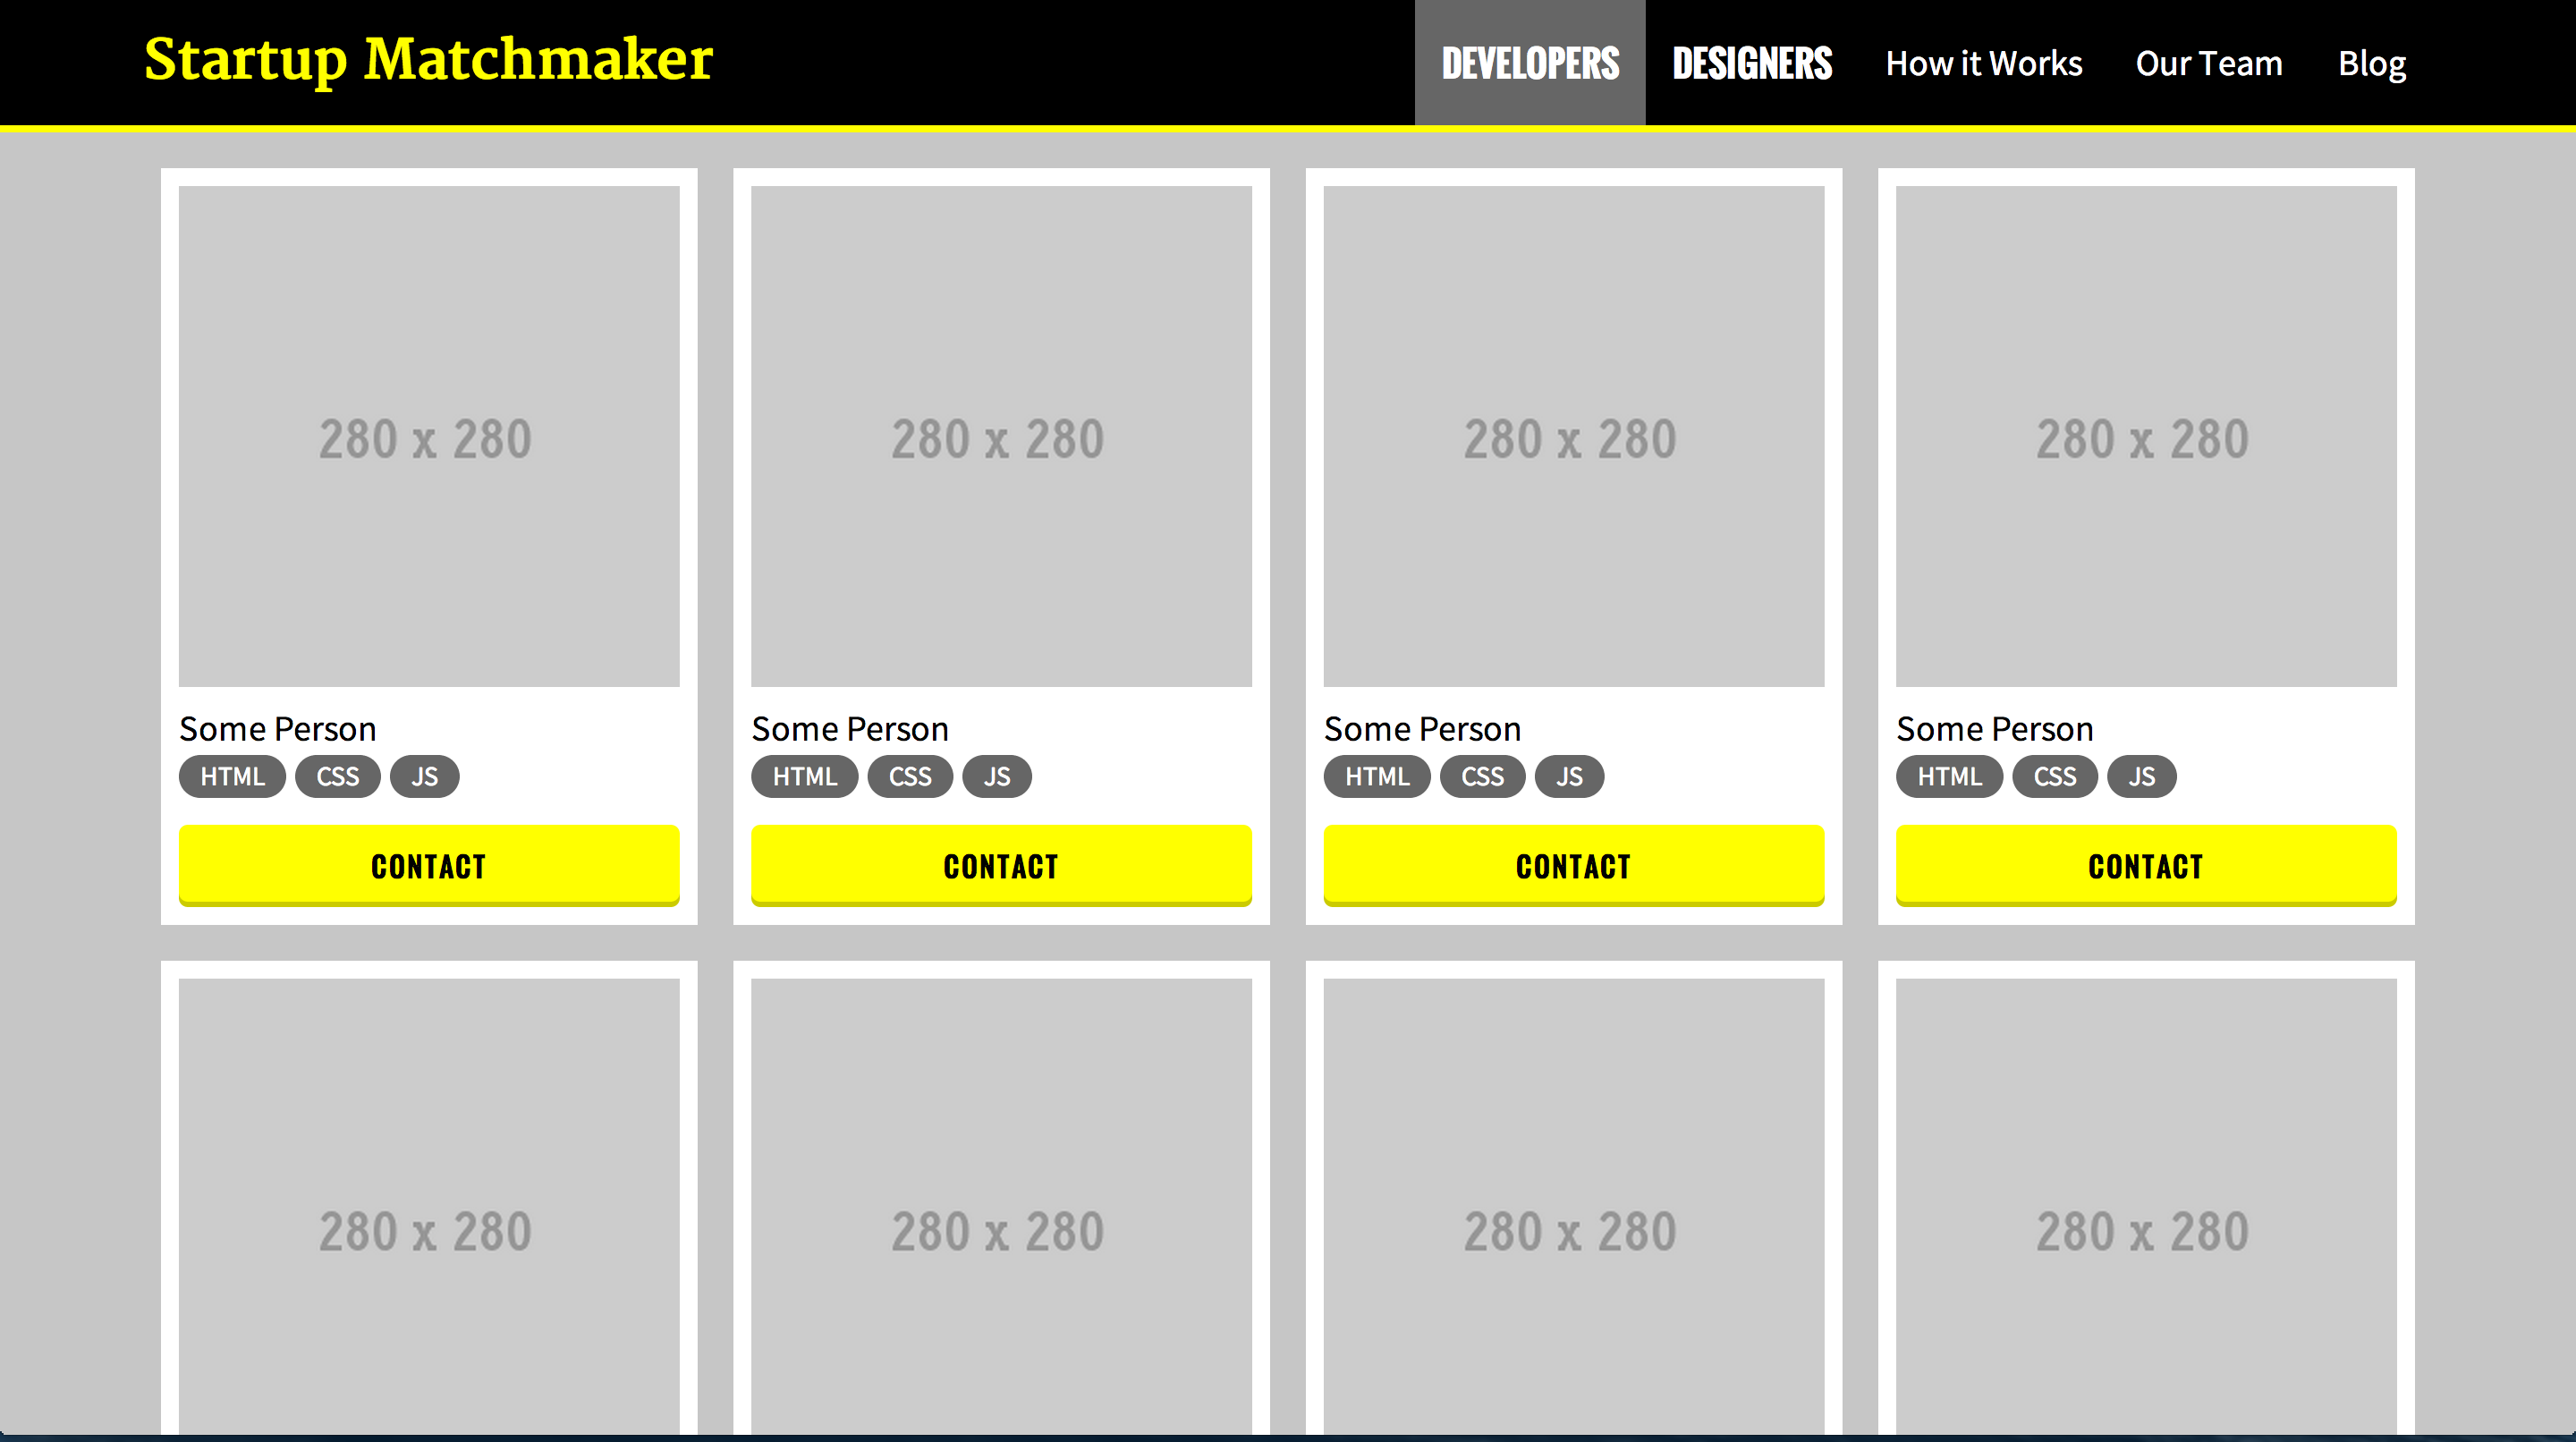 Startup Matchmaker
DEVELOPERS DESIGNERS How it Works Our Team Blog
280 x 280 280 x 280 280 x 280 280 x 280
Some Person Some Person Some Person Some Person
HTML CSS JS HTML CSS JS HTML CSS JS HTML CSS JS
CONTACT CONTACT CONTACT CONTACT
280 x 280 280 x 280 280 x 280 280 x 280